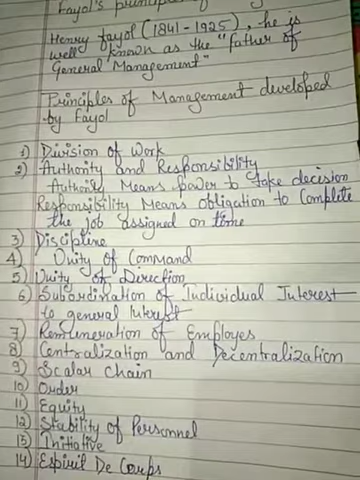 Fayol's principles of
Henry Fayol (1841 - 1925), he is
well known as the "father of
General Management"
Principles of Management developed
by Fayol
1) Division of Work
2) Authority and Responsibility
Authority Means power to take decision
Responsibility Means obligation to Complete
the job assigned on time
3) Discipline
4) Unity of Command
5) Unity of Direction
6) Subordination of Individual Interest
to general Interest
7) Remuneration of Employes
8) Centralization and Decentralization
9) Scalar Chain
10) Order
11) Equity
12) Stability of Personnel
13) Initiative
14) Espirit De Corps